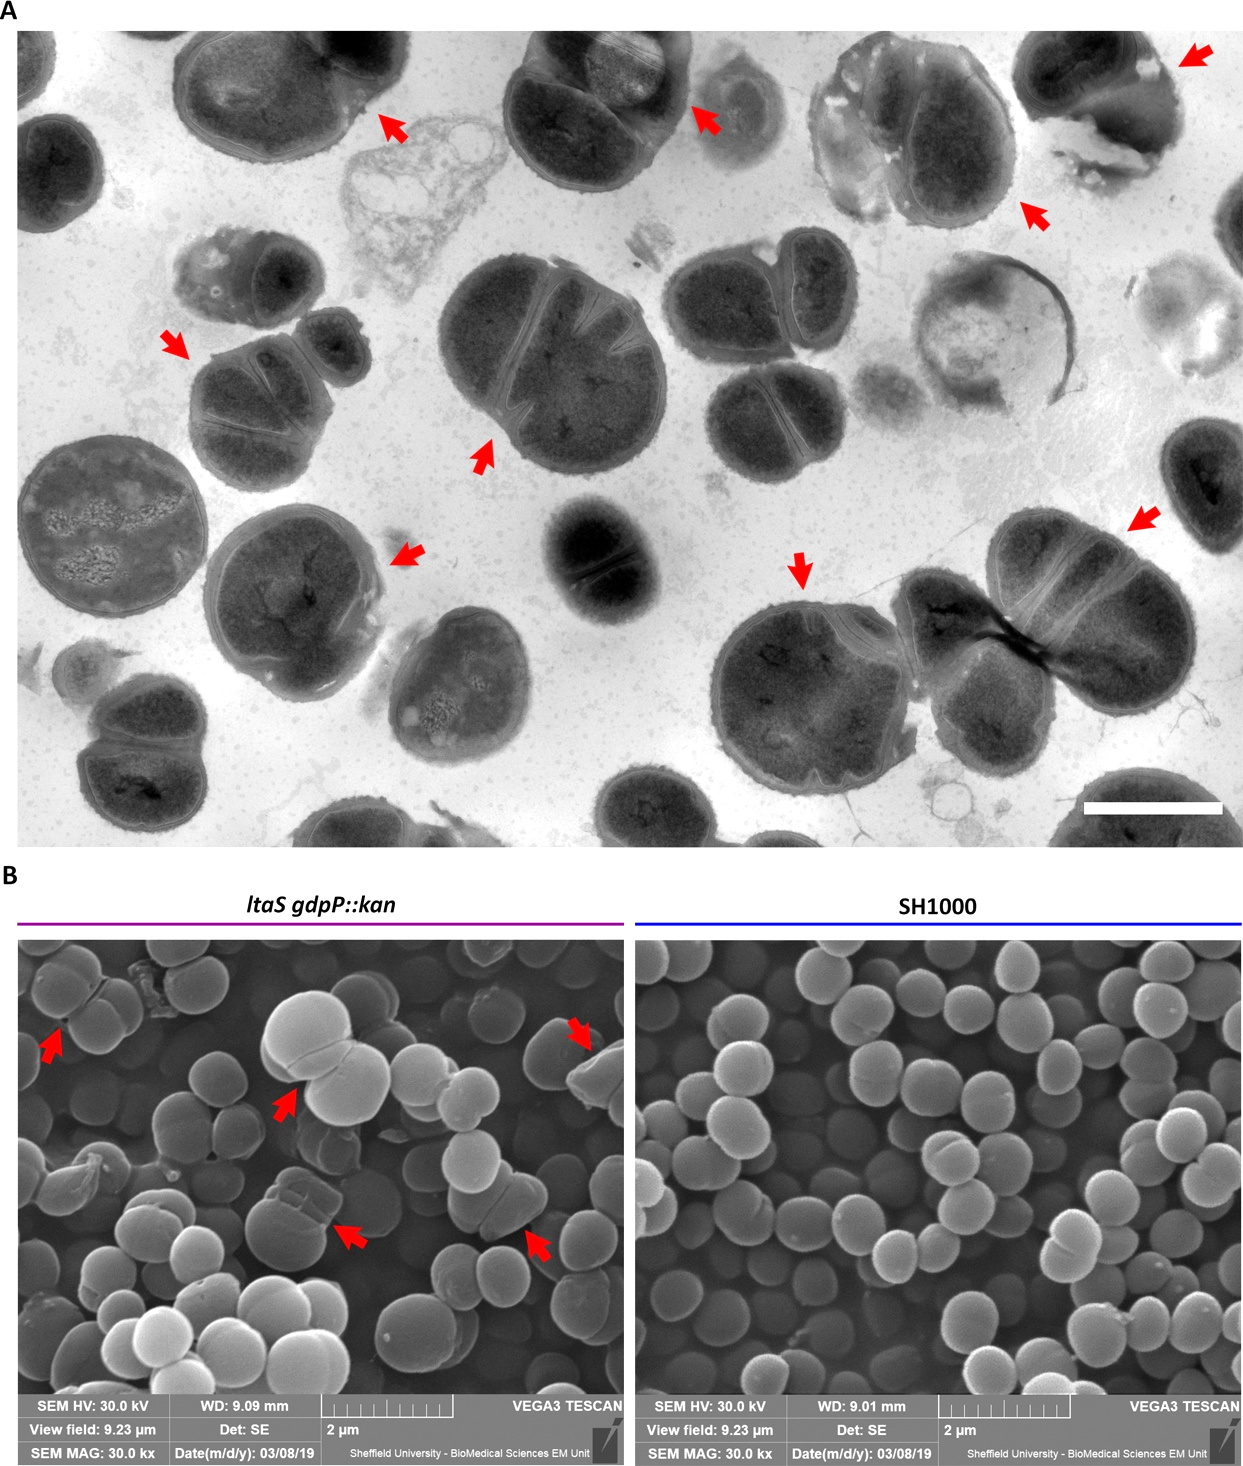 A
B
ltaS gdpP::kan
SH1000
SEM HV: 30.0 kV WD: 9.09 mm VEGA3 TESCAN
View field: 9.23 µm Det: SE 2 µm
SEM MAG: 30.0 kx Date(m/d/y): 03/08/19 Sheffield University - BioMedical Sciences EM Unit
SEM HV: 30.0 kV WD: 9.01 mm VEGA3 TESCAN
View field: 9.23 µm Det: SE 2 µm
SEM MAG: 30.0 kx Date(m/d/y): 03/08/19 Sheffield University - BioMedical Sciences EM Unit